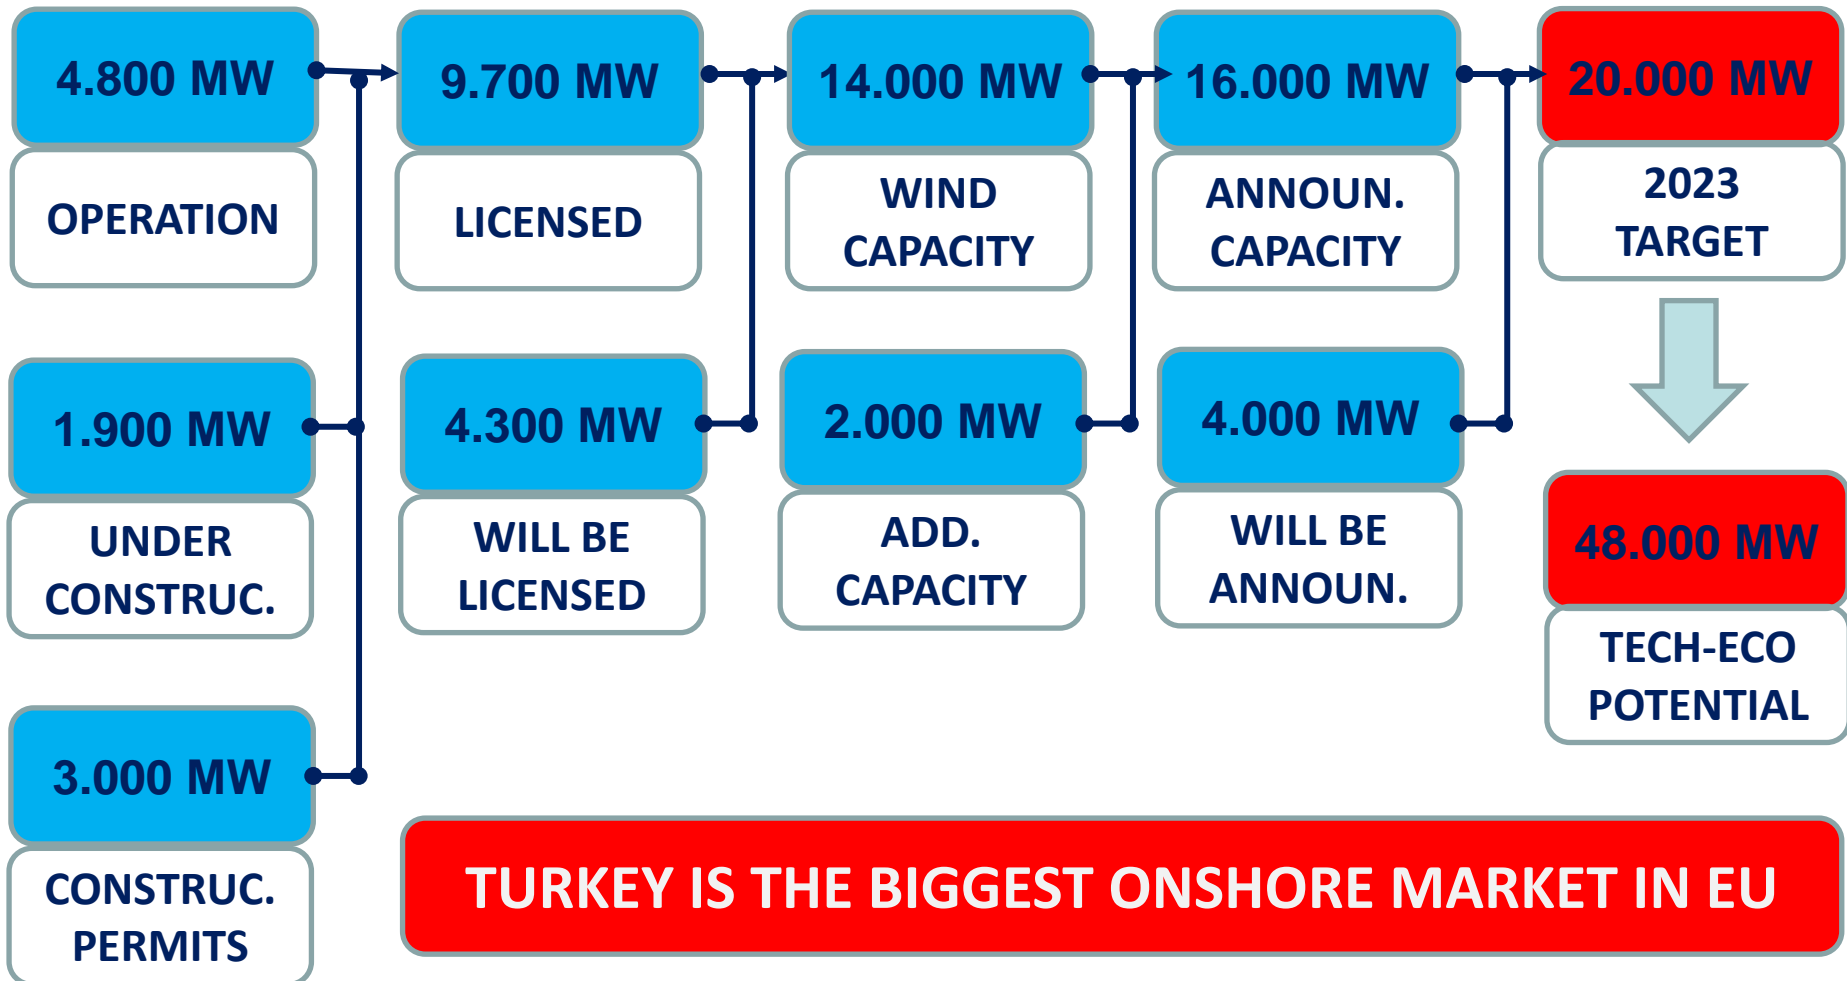 4.800 MW
OPERATION
9.700 MW
LICENSED
14.000 MW
WIND
CAPACITY
16.000 MW
ANNOUN.
CAPACITY
20.000 MW
2023
TARGET
1.900 MW
UNDER
CONSTRUC.
4.300 MW
WILL BE
LICENSED
2.000 MW
ADD.
CAPACITY
4.000 MW
WILL BE
ANNOUN.
48.000 MW
TECH-ECO
POTENTIAL
3.000 MW
CONSTRUC.
PERMITS
TURKEY IS THE BIGGEST ONSHORE MARKET IN EU